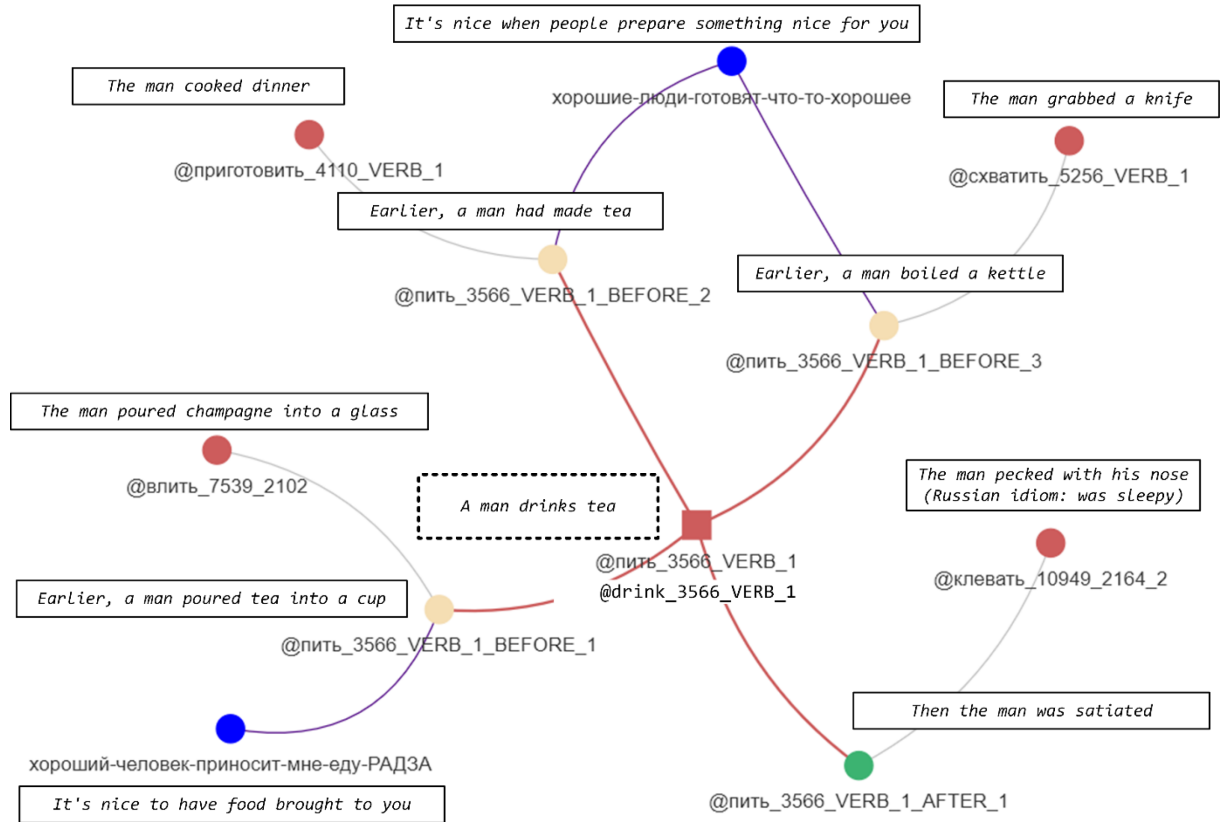 It's nice when people prepare something nice for you
хорошие-люди-готовят-что-то-хорошее
The man cooked dinner
@приготовить_4110_VERB_1
The man grabbed a knife
@схватить_5256_VERB_1
Earlier, a man had made tea
@пить_3566_VERB_1_BEFORE_2
Earlier, a man boiled a kettle
@пить_3566_VERB_1_BEFORE_3
The man poured champagne into a glass
@влить_7539_2102
A man drinks tea
@пить_3566_VERB_1
@drink_3566_VERB_1
The man pecked with his nose
(Russian idiom: was sleepy)
@клевать_10949_2164_2
Earlier, a man poured tea into a cup
@пить_3566_VERB_1_BEFORE_1
Then the man was satiated
@пить_3566_VERB_1_AFTER_1
хороший-человек-приносит-мне-еду-РАДЗА
It's nice to have food brought to you